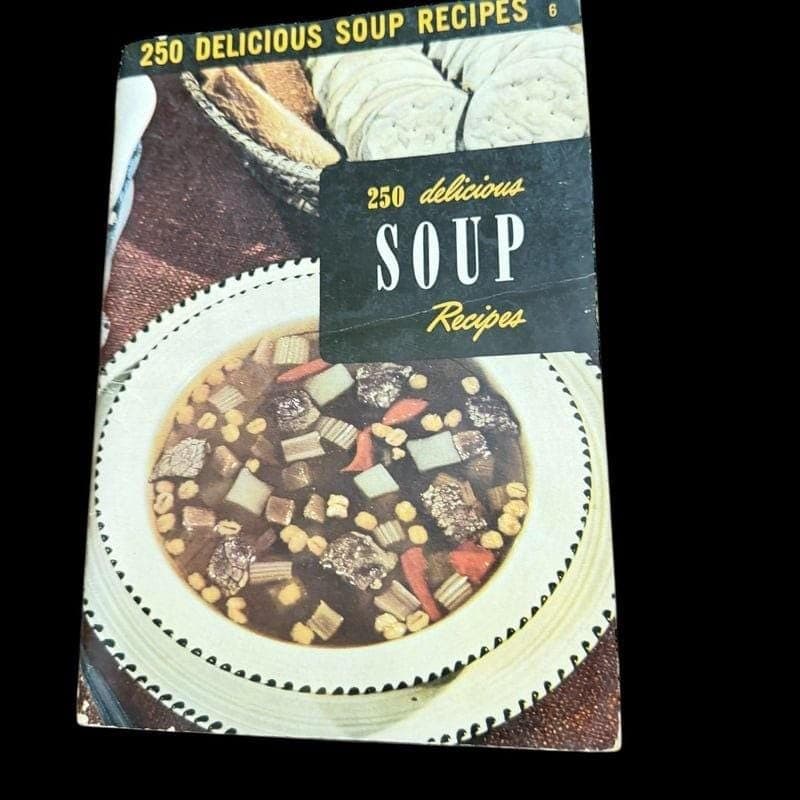 250 DELICIOUS SOUP RECIPES 6
250 delicious
SOUP
Recipes